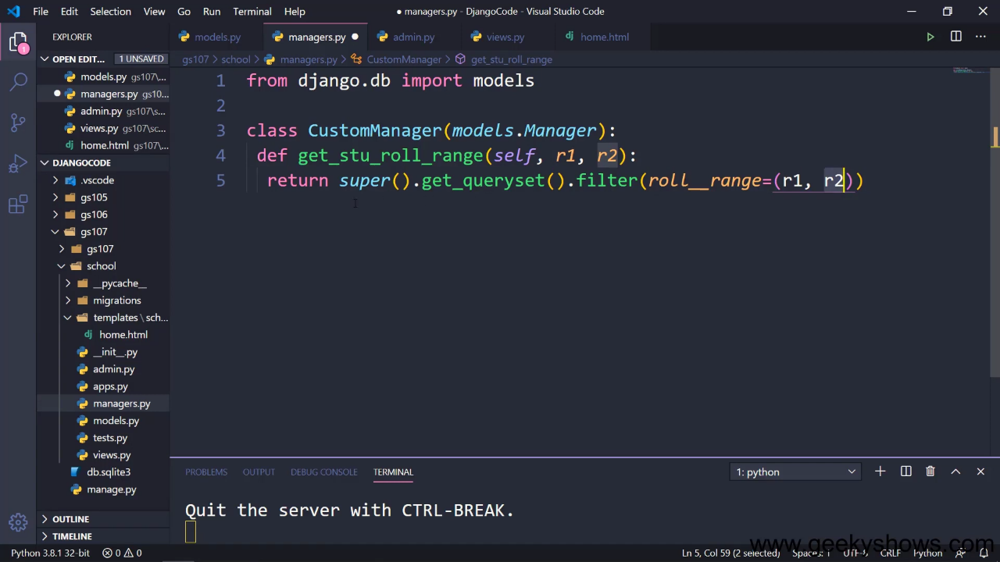 File Edit Selection View Go Run Terminal Help ● managers.py - DjangoCode - Visual Studio Code
EXPLORER
models.py managers.py admin.py views.py home.html
OPEN EDIT... 1 UNSAVED
models.py gs107\...
managers.py gs10...
admin.py gs107\s...
views.py gs107\sc...
home.html gs107\...
DJANGOCODE
.vscode
gs105
gs106
gs107
gs107
school
__pycache__
migrations
templates \ sch...
home.html
__init__.py
admin.py
apps.py
managers.py
models.py
tests.py
views.py
db.sqlite3
manage.py
OUTLINE
TIMELINE
gs107 > school > managers.py > CustomManager > get_stu_roll_range
1 from django.db import models
2
3 class CustomManager(models.Manager):
4 def get_stu_roll_range(self, r1, r2):
5 return super().get_queryset().filter(roll__range=(r1, r2))
PROBLEMS OUTPUT DEBUG CONSOLE TERMINAL 1: python
Quit the server with CTRL-BREAK.
www.geekyshows.com
Python 3.8.1 32-bit 0 0 Ln 5, Col 59 (2 selected) Spaces: 1 UTF-8 CRLF Python
1